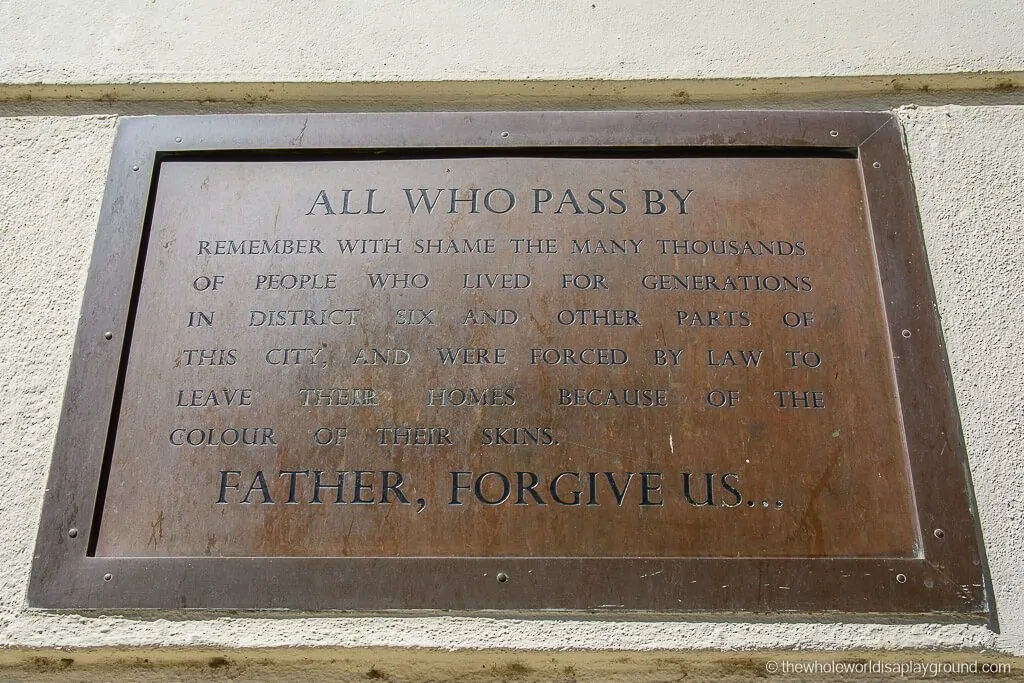 ALL WHO PASS BY
REMEMBER WITH SHAME THE MANY THOUSANDS
OF PEOPLE WHO LIVED FOR GENERATIONS
IN DISTRICT SIX AND OTHER PARTS OF
THIS CITY, AND WERE FORCED BY LAW TO
LEAVE THEIR HOMES BECAUSE OF THE
COLOUR OF THEIR SKINS.
FATHER, FORGIVE US...
© thewholeworldisaplayground.com